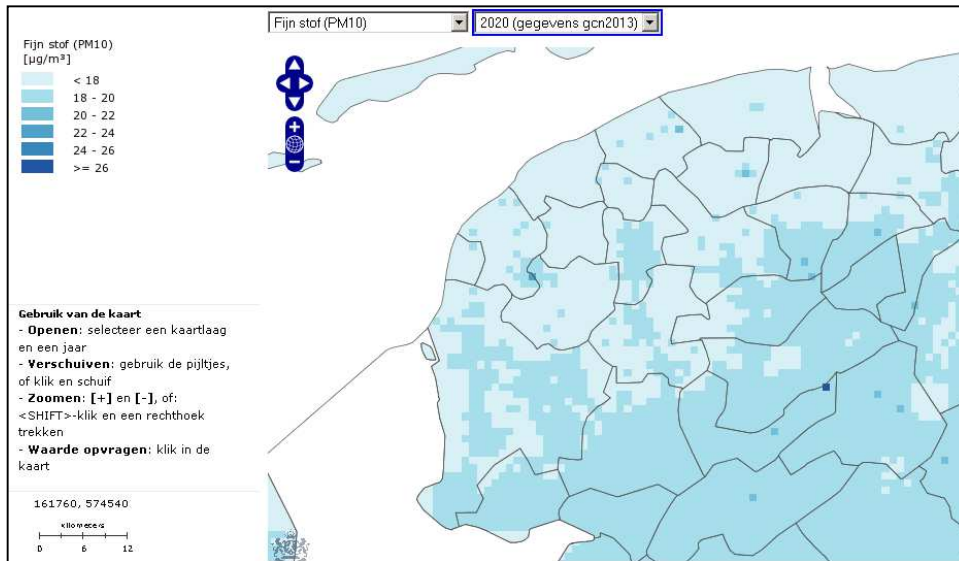 Fijn stof (PM10)
2020 (gegevens gcn2013)
Fijn stof (PM10)
[µg/m³]
< 18
18 - 20
20 - 22
22 - 24
24 - 26
>= 26
Gebruik van de kaart
- Openen: selecteer een kaartlaag
en een jaar
- Verschuiven: gebruik de pijltjes,
of klik en schuif
- Zoomen: [+] en [-], of:
<SHIFT>-klik en een rechthoek
trekken
- Waarde opvragen: klik in de
kaart
161760, 574540
kilometers
0 6 12